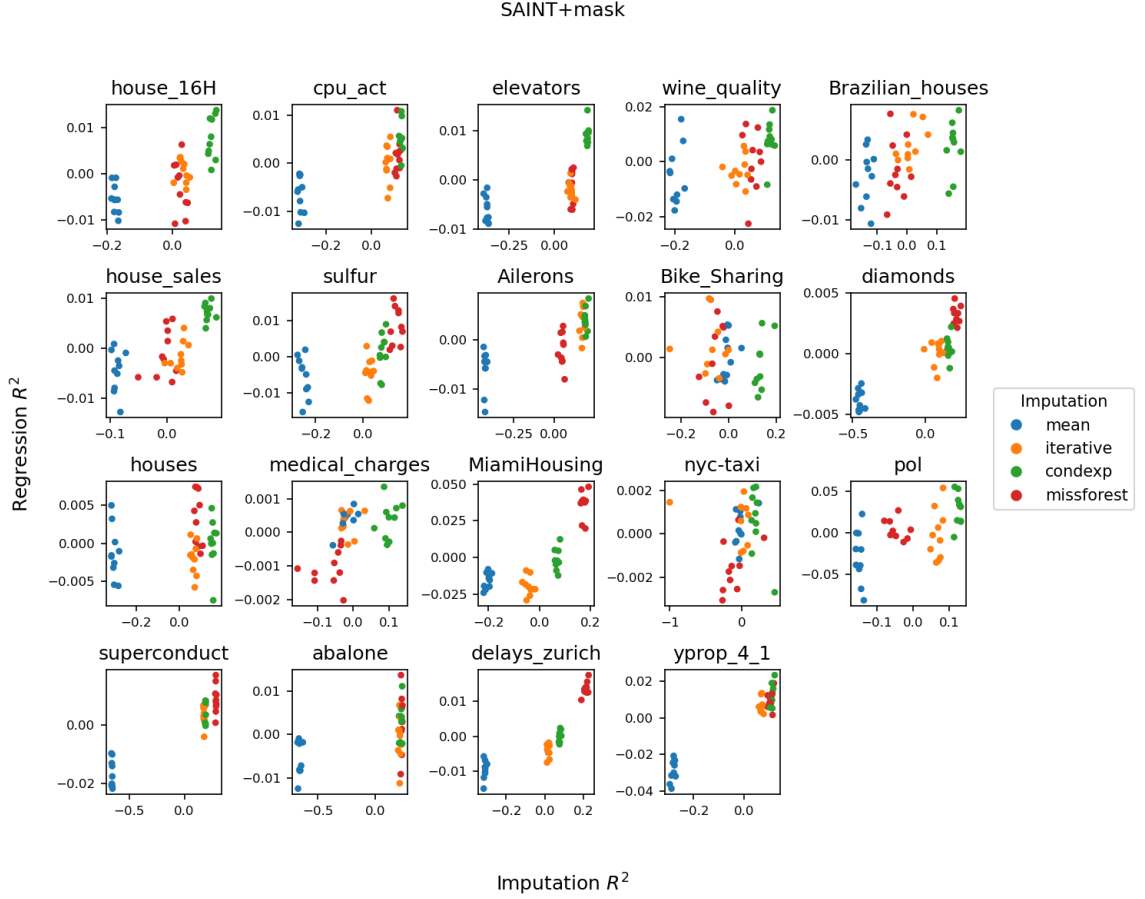 SAINT+mask
house_16H
cpu_act
elevators
wine_quality
Brazilian_houses
0.01
0.00
−0.01
−0.2 0.0
0.01
0.00
−0.01
0.0
0.01
0.00
−0.01
−0.25 0.00
0.02
0.00
−0.02
−0.2 0.0
0.00
−0.01
−0.1 0.0 0.1
house_sales
sulfur
Ailerons
Bike_Sharing
diamonds
0.01
0.00
−0.01
−0.1 0.0
0.01
0.00
−0.01
−0.2 0.0
0.00
−0.01
−0.25 0.00
0.01
0.00
−0.01
−0.2 0.0 0.2
0.005
0.000
−0.005
−0.5 0.0
houses
medical_charges
MiamiHousing
nyc-taxi
pol
0.005
0.000
−0.005
−0.2 0.0
0.001
0.000
−0.001
−0.002
−0.1 0.0 0.1
0.050
0.000
−0.025
−0.2 0.0 0.2
0.002
0.000
−0.002
−1 0
0.05
0.00
−0.05
−0.1 0.0 0.1
superconduct
abalone
delays_zurich
yprop_4_1
0.00
−0.02
−0.5 0.0
0.01
0.00
−0.01
−0.5 0.0
0.01
0.00
−0.01
−0.2 0.0 0.2
0.02
0.00
−0.02
−0.04
−0.2 0.0
Regression R²
Imputation R²
Imputation
mean
iterative
condexp
missforest